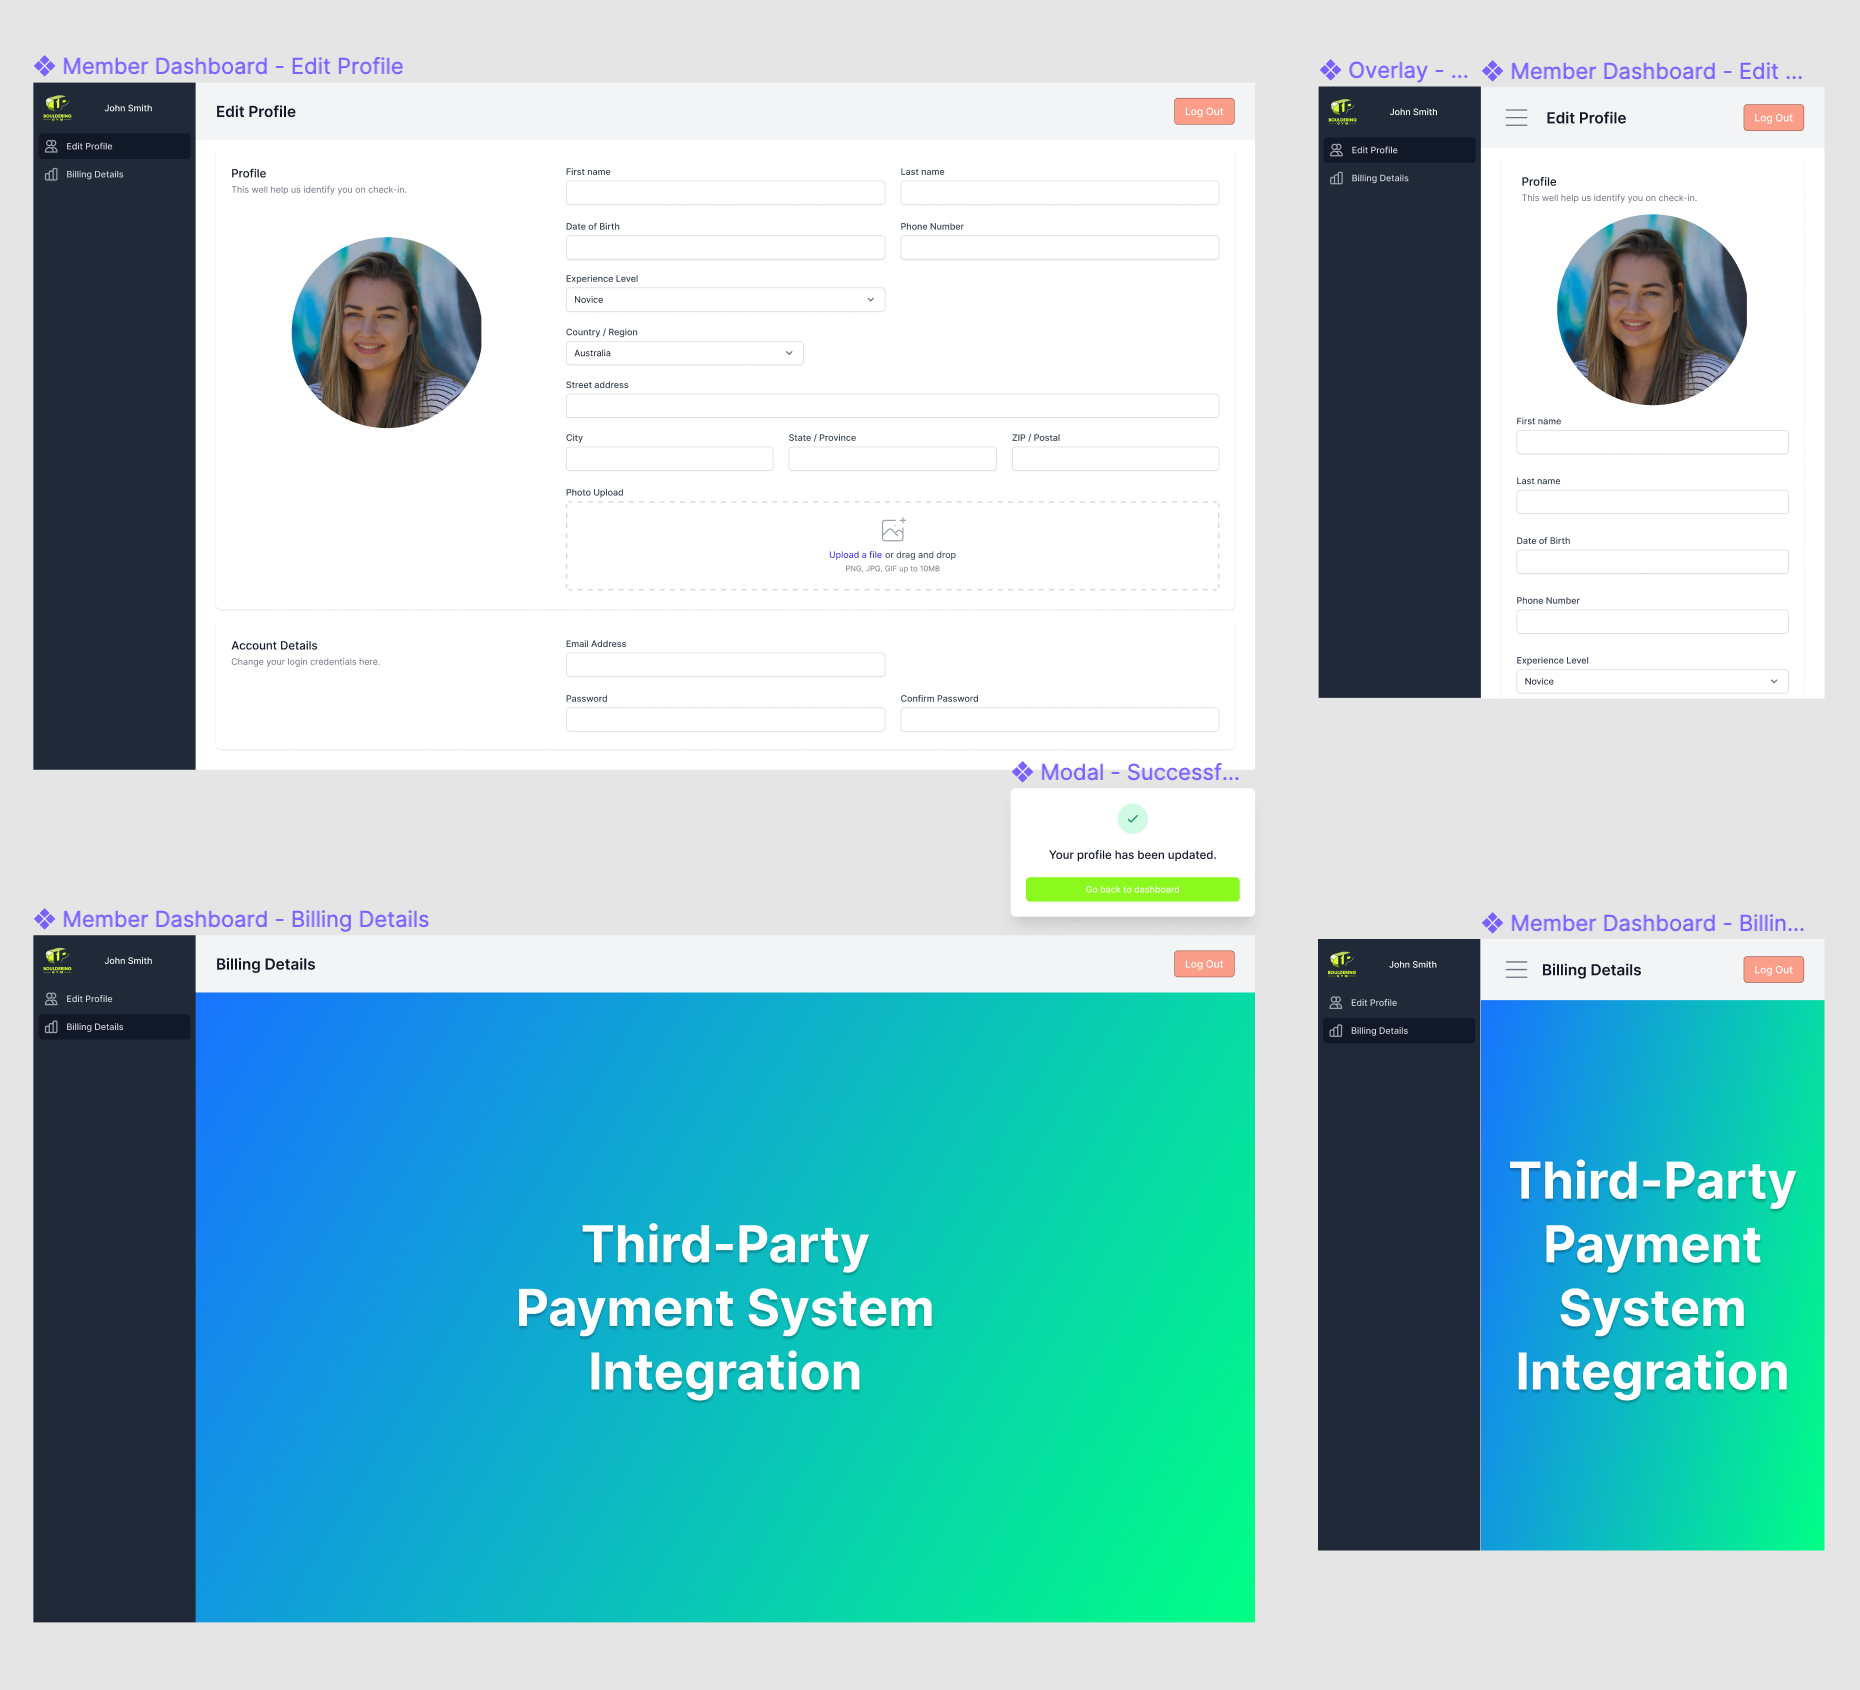 Member Dashboard - Edit Profile
BOULDERING
GYM
John Smith
Edit Profile
Billing Details
Edit Profile
Log Out
Profile
This well help us identify you on check-in.
First name
Last name
Date of Birth
Phone Number
Experience Level
Novice
Country / Region
Australia
Street address
City
State / Province
ZIP / Postal
Photo Upload
Upload a file or drag and drop
PNG, JPG, GIF up to 10MB
Account Details
Change your login credentials here.
Email Address
Password
Confirm Password
Overlay - ...
BOULDERING
GYM
John Smith
Edit Profile
Billing Details
Member Dashboard - Edit ...
Edit Profile
Log Out
Profile
This well help us identify you on check-in.
First name
Last name
Date of Birth
Phone Number
Experience Level
Novice
Modal - Successf...
Your profile has been updated.
Go back to dashboard
Member Dashboard - Billing Details
BOULDERING
GYM
John Smith
Edit Profile
Billing Details
Billing Details
Log Out
Third-Party
Payment System
Integration
Member Dashboard - Billin...
BOULDERING
GYM
John Smith
Edit Profile
Billing Details
Billing Details
Log Out
Third-Party
Payment
System
Integration